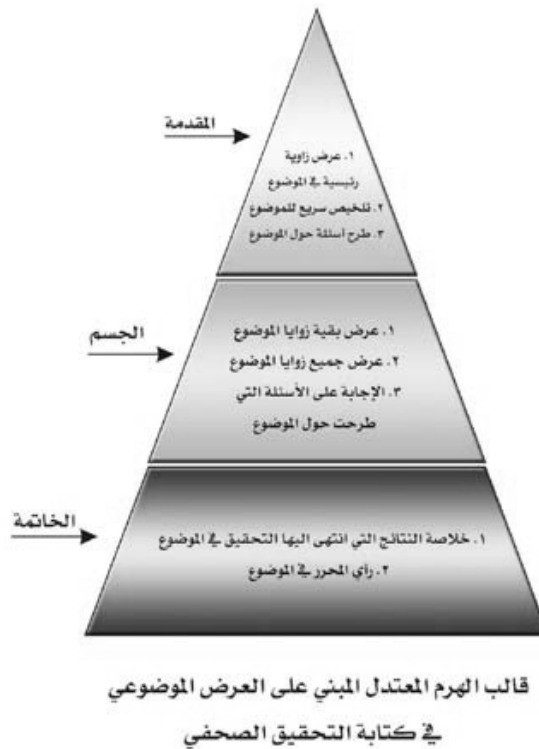 المقدمة
١. عرض زاوية
رئيسية في الموضوع
٢. تلخيص سريع للموضوع
٣. طرح أسئلة حول الموضوع
الجسم
١. عرض بقية زوايا الموضوع
٢. عرض جميع زوايا الموضوع
٣. الإجابة على الأسئلة التي
طرحت حول الموضوع
الخاتمة
١. خلاصة النتائج التي انتهى اليها التحقيق في الموضوع
٢. رأي المحرر في الموضوع
قالب الهرم المعتدل المبني على العرض الموضوعي
في كتابة التحقيق الصحفي